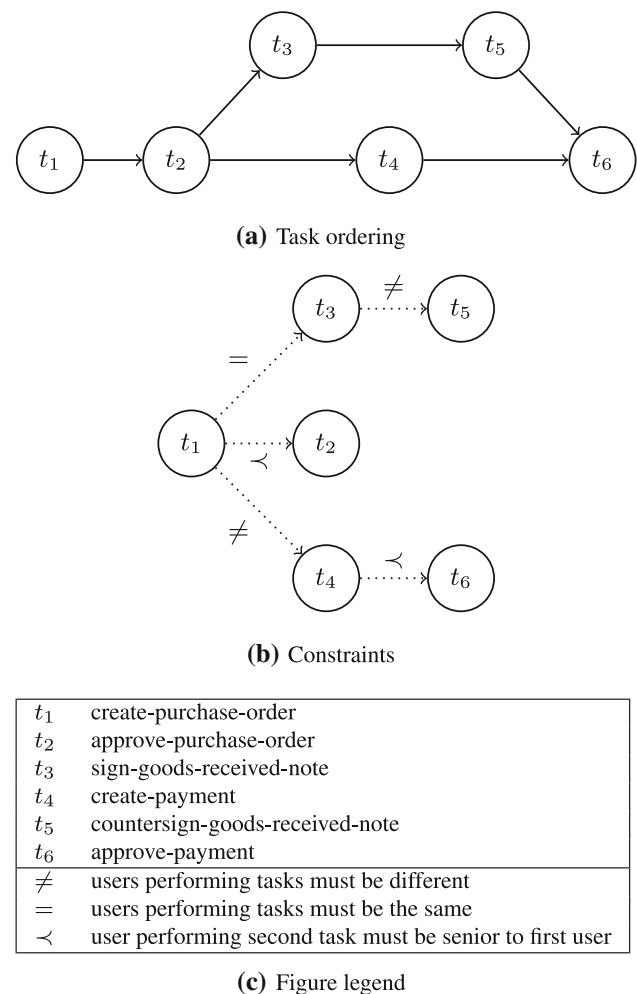 t3
t5
t1
t2
t4
t6
(a) Task ordering
≠
t3
t5
=
t1
t2
≺
≠
≺
t4
t6
(b) Constraints
t1 create-purchase-order
t2 approve-purchase-order
t3 sign-goods-received-note
t4 create-payment
t5 countersign-goods-received-note
t6 approve-payment
≠ users performing tasks must be different
= users performing tasks must be the same
≺ user performing second task must be senior to first user
(c) Figure legend